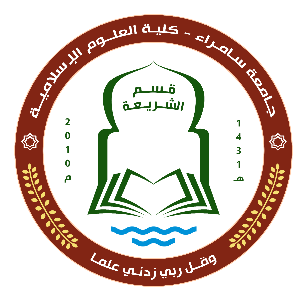 جامعة سامراء - كلية العلوم الإسلامية
قسم
الشريعة
1431هـ
2010م
وقل ربي زدني علما